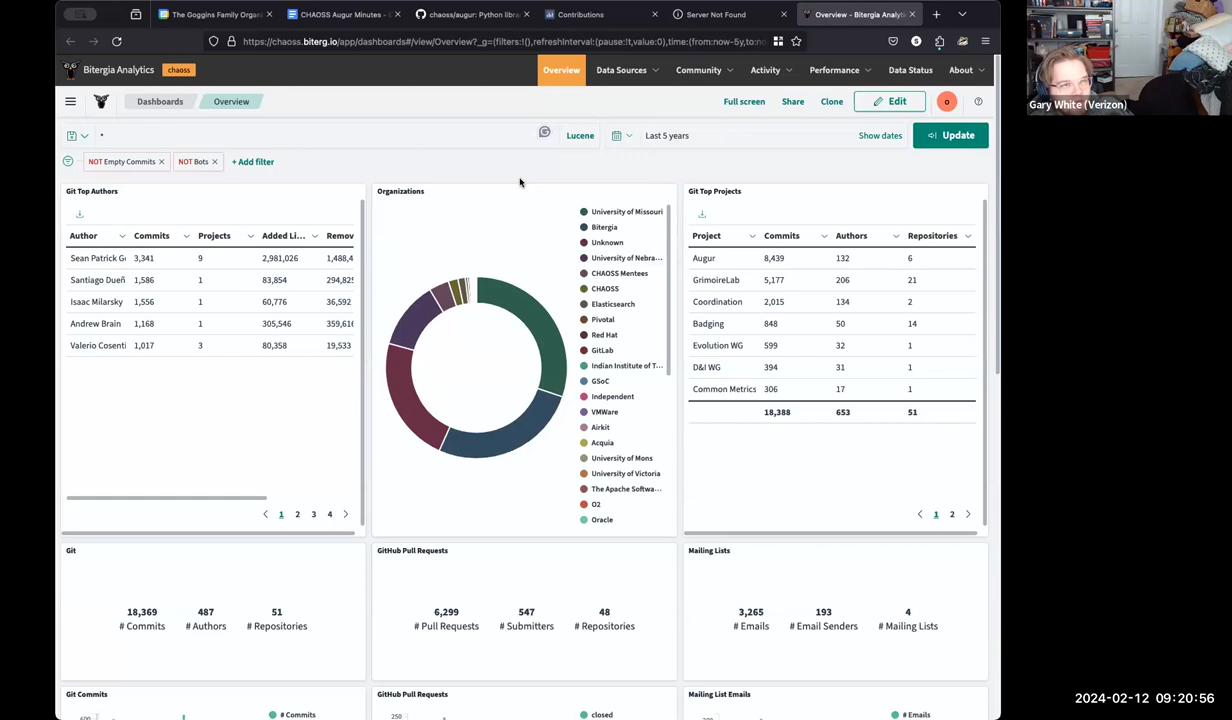 The Goggins Family Organi
CHAOSS Augur Minutes - G
chaoss/augur: Python librar
Contributions
Server Not Found
Overview - Bitergia Analytic
https://chaoss.biterg.io/app/dashboards#/view/Overview?_g=(filters:!(),refreshInterval:(pause:!t,value:0),time:(from:now-5y,to:no
Bitergia Analytics
chaoss
Overview
Data Sources
Community
Activity
Performance
Data Status
About
Dashboards
Overview
Full screen
Share
Clone
Edit
o
Lucene
Last 5 years
Show dates
Update
NOT Empty Commits
NOT Bots
+ Add filter
Git Top Authors
Author Commits Projects Added Li... Remov
Sean Patrick G 3,341 9 2,981,026 1,488,4
Santiago Dueñ 1,586 1 83,854 294,825
Isaac Milarsky 1,556 1 60,776 36,592
Andrew Brain 1,168 1 305,546 359,616
Valerio Cosenti 1,017 3 80,358 19,533
1 2 3 4
Organizations
University of Missouri
Bitergia
Unknown
University of Nebra...
CHAOSS Mentees
CHAOSS
Elasticsearch
Pivotal
Red Hat
GitLab
Indian Institute of T...
GSoC
Independent
VMWare
Airkit
Acquia
University of Mons
University of Victoria
The Apache Softwa...
O2
Oracle
Git Top Projects
Project Commits Authors Repositories
Augur 8,439 132 6
GrimoireLab 5,177 206 21
Coordination 2,015 134 2
Badging 848 50 14
Evolution WG 599 32 1
D&I WG 394 31 1
Common Metrics 306 17 1
18,388 653 51
1 2
Git
18,369 487 51
# Commits # Authors # Repositories
GitHub Pull Requests
6,299 547 48
# Pull Requests # Submitters # Repositories
Mailing Lists
3,265 193 4
# Emails # Email Senders # Mailing Lists
Git Commits
600
# Commits
GitHub Pull Requests
250
closed
Mailing List Emails
# Emails
Gary White (Verizon)
2024-02-12 09:20:56